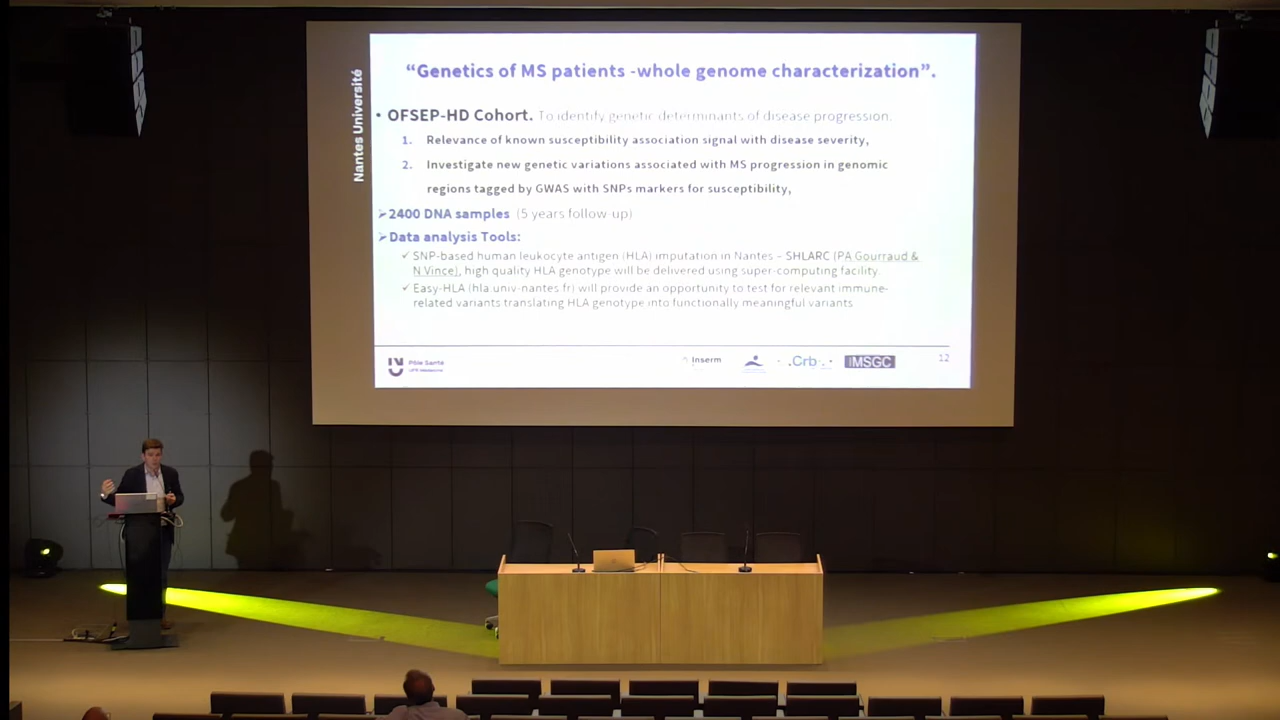 Nantes Université
“Genetics of MS patients -whole genome characterization”.
• OFSEP-HD Cohort. To identify genetic determinants of disease progression.
1. Relevance of known susceptibility association signal with disease severity,
2. Investigate new genetic variations associated with MS progression in genomic
regions tagged by GWAS with SNPs markers for susceptibility,
➢2400 DNA samples (5 years follow-up)
➢Data analysis Tools:
✓ SNP-based human leukocyte antigen (HLA) imputation in Nantes – SHLARC (PA Gourraud &
N Vince), high quality HLA genotype will be delivered using super-computing facility.
✓ Easy-HLA (hla.univ-nantes.fr) will provide an opportunity to test for relevant immune-
related variants translating HLA genotype into functionally meaningful variants
Pôle Santé
UFR Médecine
Inserm
.Crb.
IMSGC
12